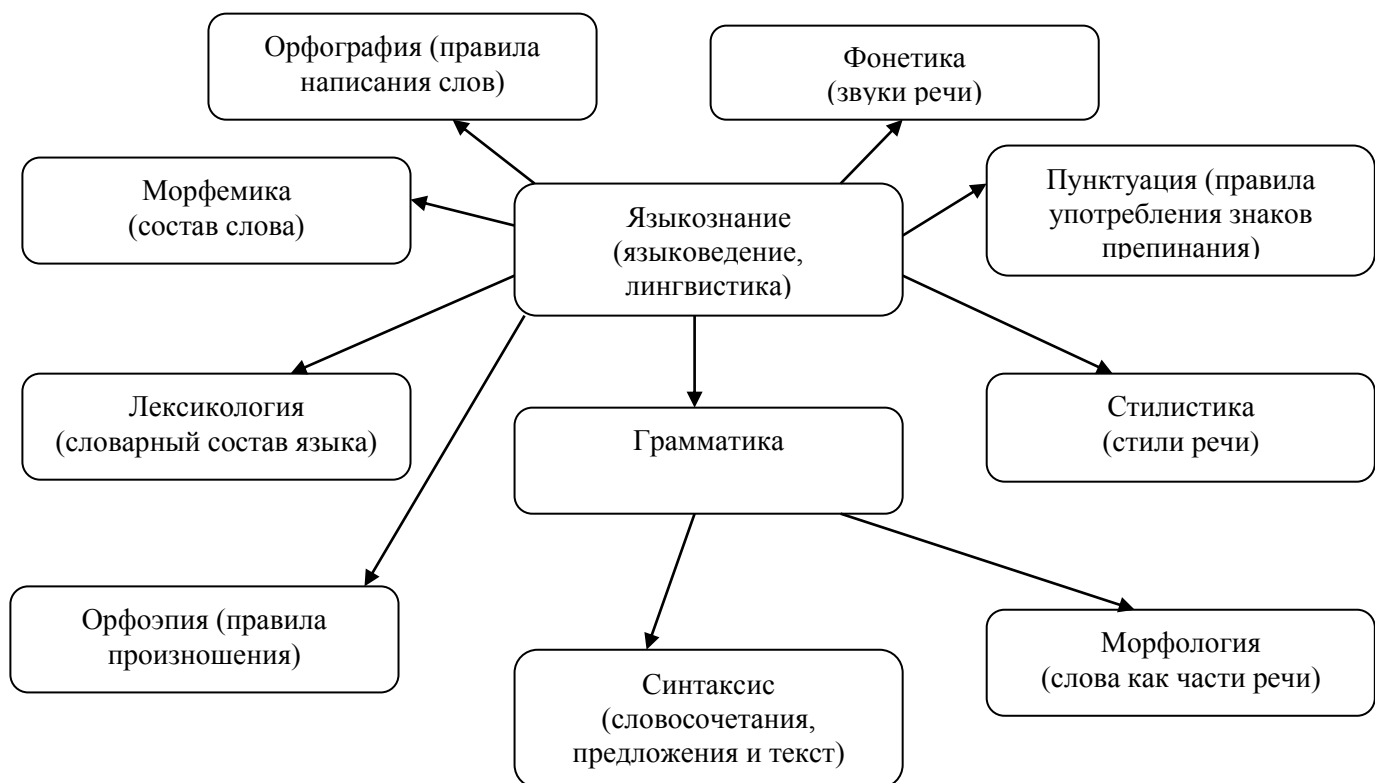 Орфография (правила
написания слов)
Фонетика
(звуки речи)
Морфемика
(состав слова)
Языкознание
(языковедение,
лингвистика)
Пунктуация (правила
употребления знаков
препинания)
Лексикология
(словарный состав языка)
Грамматика
Стилистика
(стили речи)
Орфоэпия (правила
произношения)
Синтаксис
(словосочетания,
предложения и текст)
Морфология
(слова как части речи)